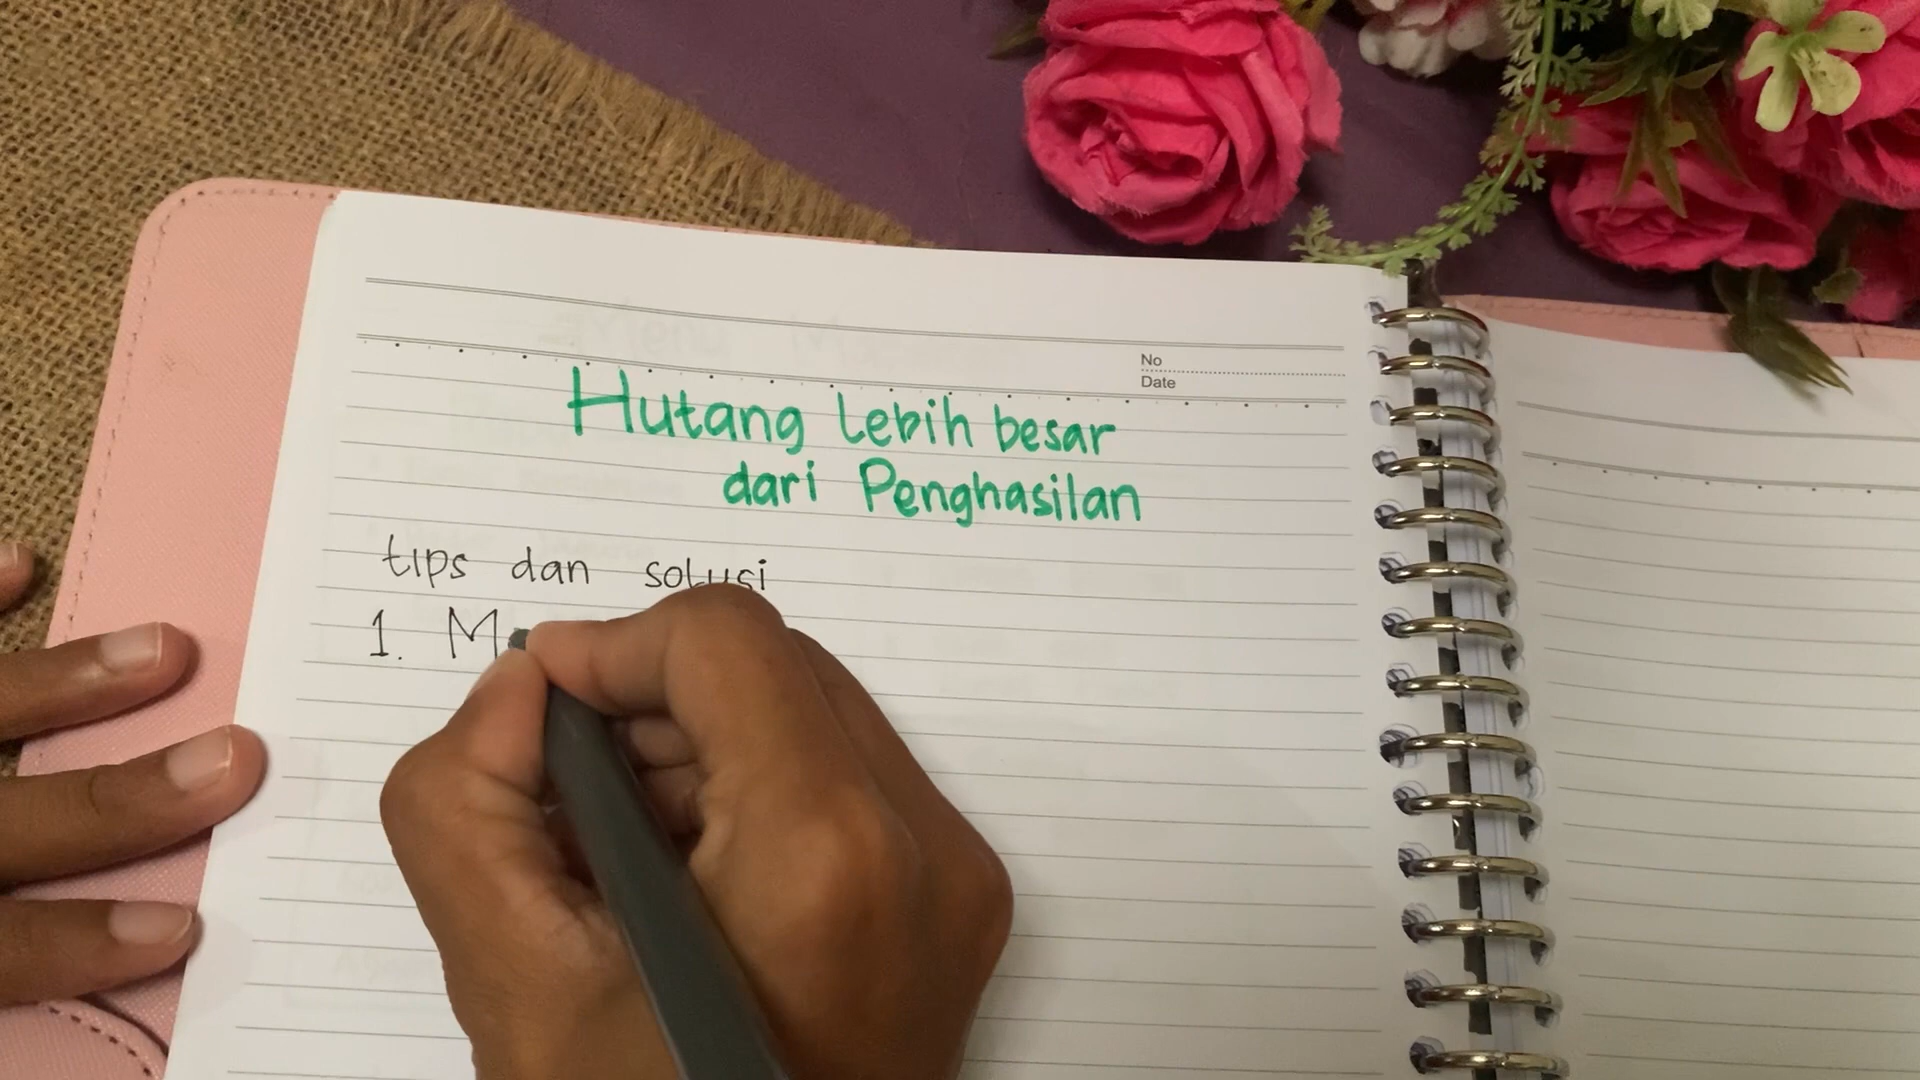 No
Date
Hutang Lebih besar
dari Penghasilan
tips dan solusi
1. M